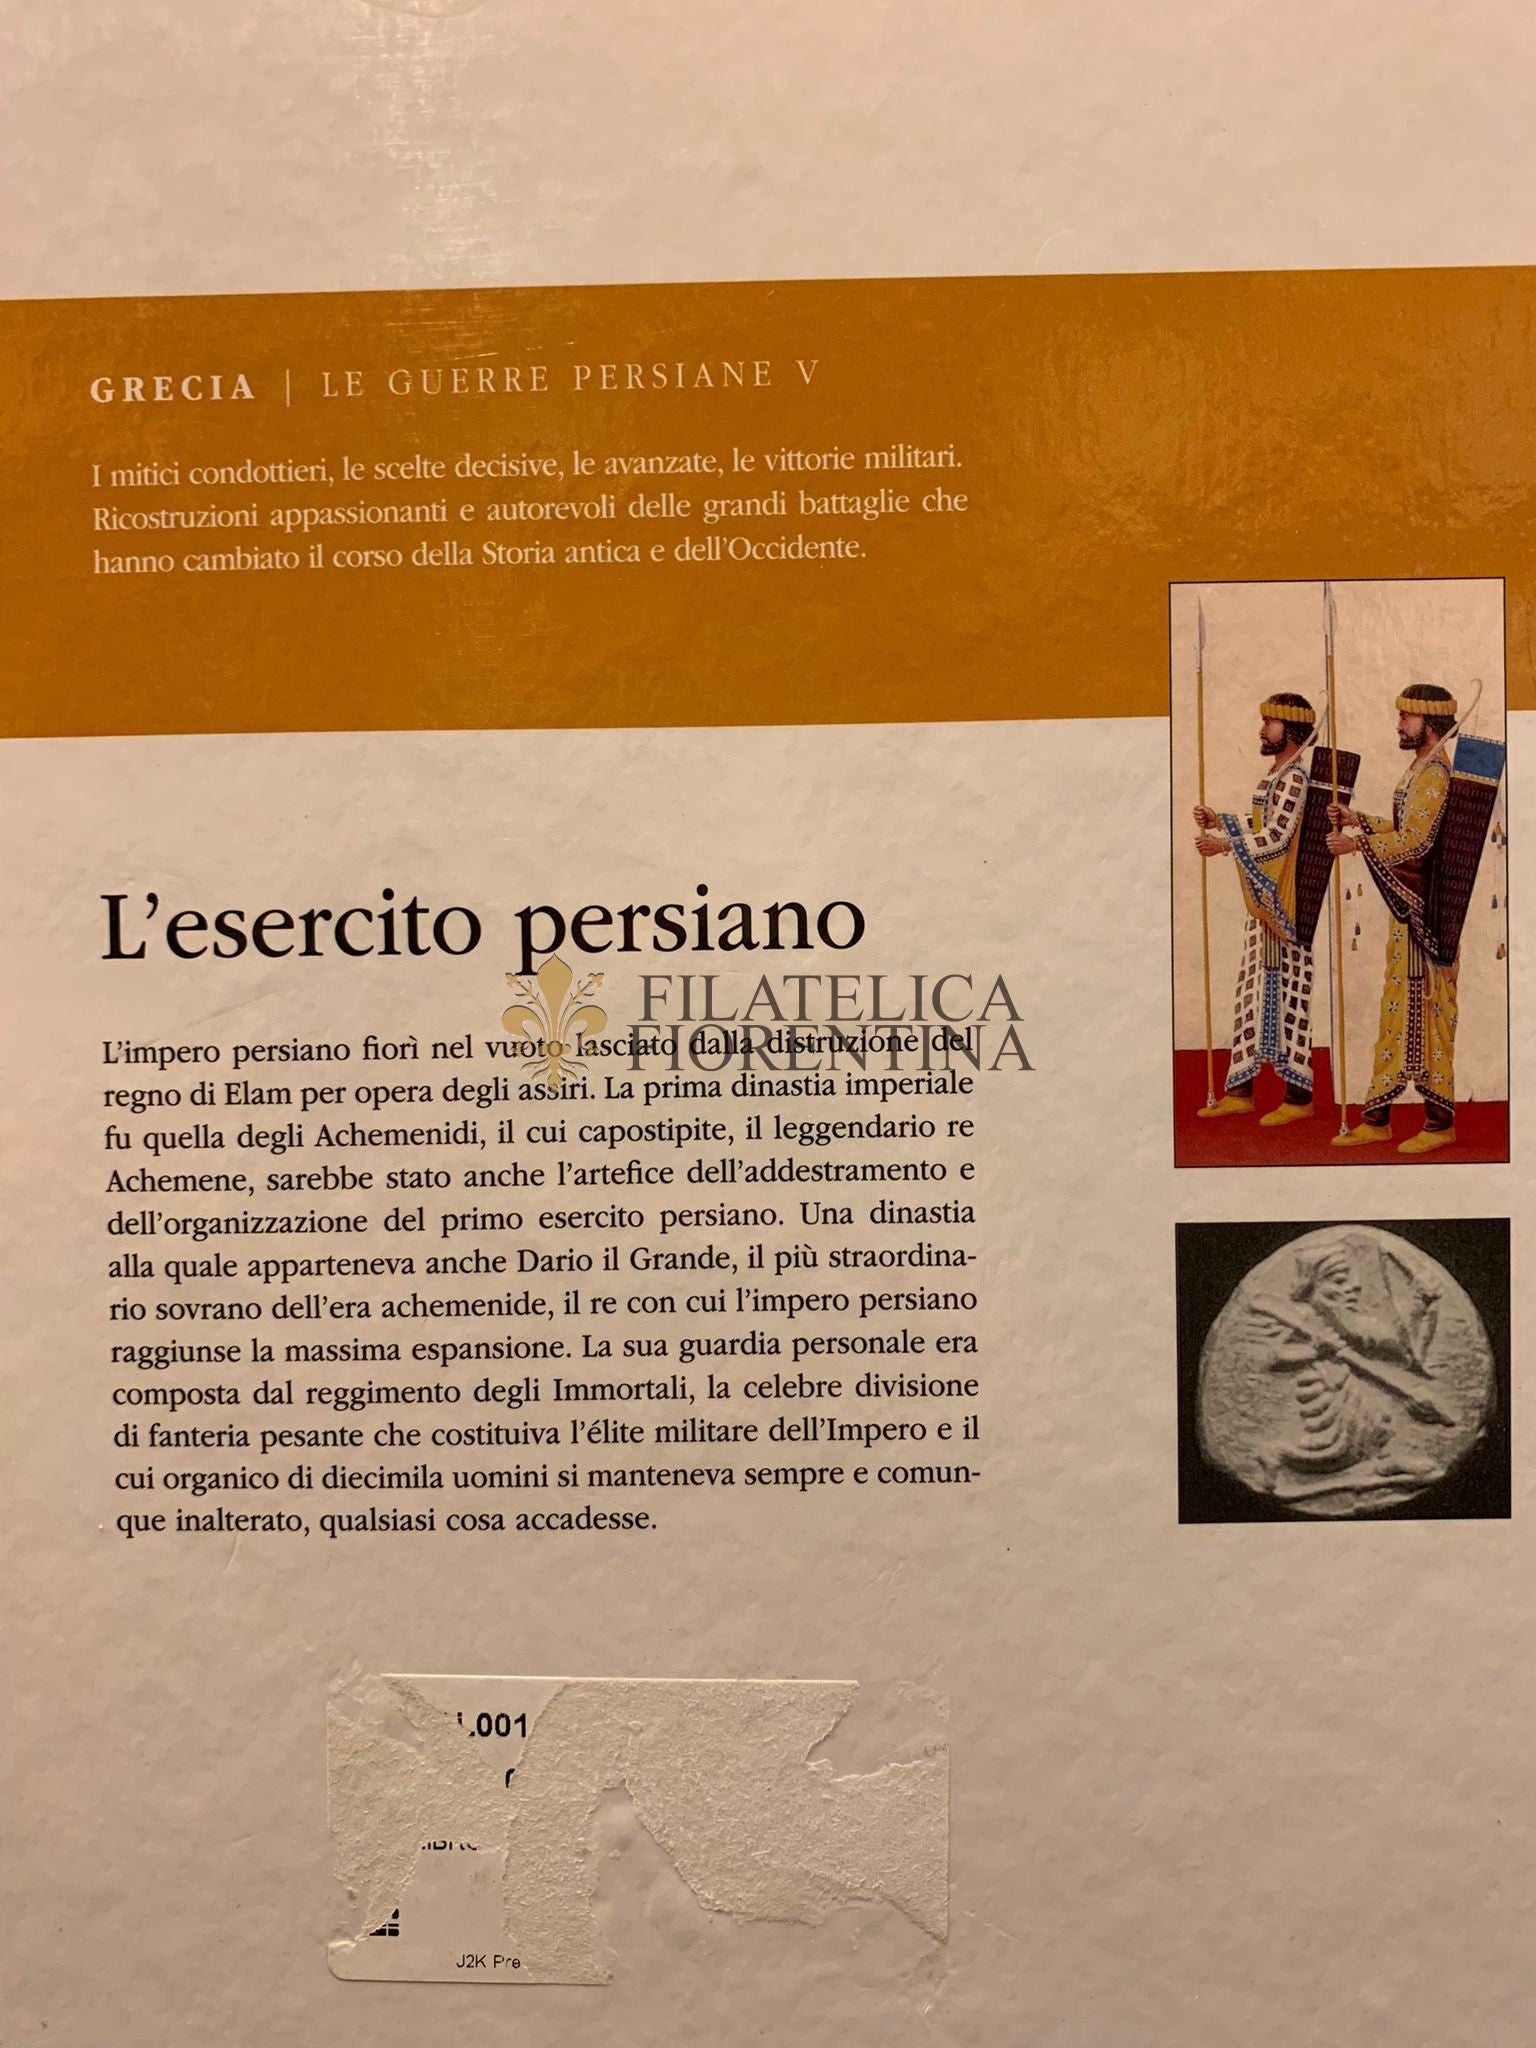 GRECIA | LE GUERRE PERSIANE V
I mitici condottieri, le scelte decisive, le avanzate, le vittorie militari.
Ricostruzioni appassionanti e autorevoli delle grandi battaglie che
hanno cambiato il corso della Storia antica e dell'Occidente.
L'esercito persiano
FILATELICA
FIORENTINA
L'impero persiano fiorì nel vuoto lasciato dalla distruzione del
regno di Elam per opera degli assiri. La prima dinastia imperiale
fu quella degli Achemenidi, il cui capostipite, il leggendario re
Achemene, sarebbe stato anche l'artefice dell'addestramento e
dell'organizzazione del primo esercito persiano. Una dinastia
alla quale apparteneva anche Dario il Grande, il più straordina-
rio sovrano dell'era achemenide, il re con cui l'impero persiano
raggiunse la massima espansione. La sua guardia personale era
composta dal reggimento degli Immortali, la celebre divisione
di fanteria pesante che costituiva l'élite militare dell'Impero e il
cui organico di diecimila uomini si manteneva sempre e comun-
que inalterato, qualsiasi cosa accadesse.
.001
J2K Pre